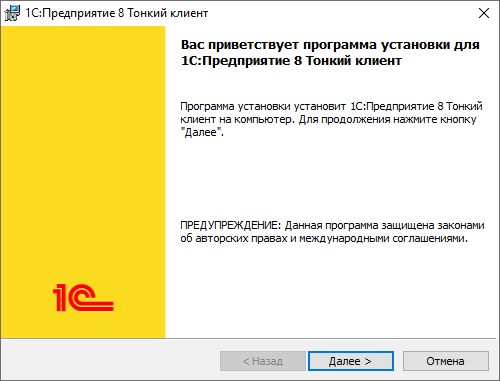 1С:Предприятие 8 Тонкий клиент
Вас приветствует программа установки для
1С:Предприятие 8 Тонкий клиент
Программа установки установит 1С:Предприятие 8 Тонкий
клиент на компьютер. Для продолжения нажмите кнопку
"Далее".
ПРЕДУПРЕЖДЕНИЕ: Данная программа защищена законами
об авторских правах и международными соглашениями.
1С
< Назад
Далее >
Отмена